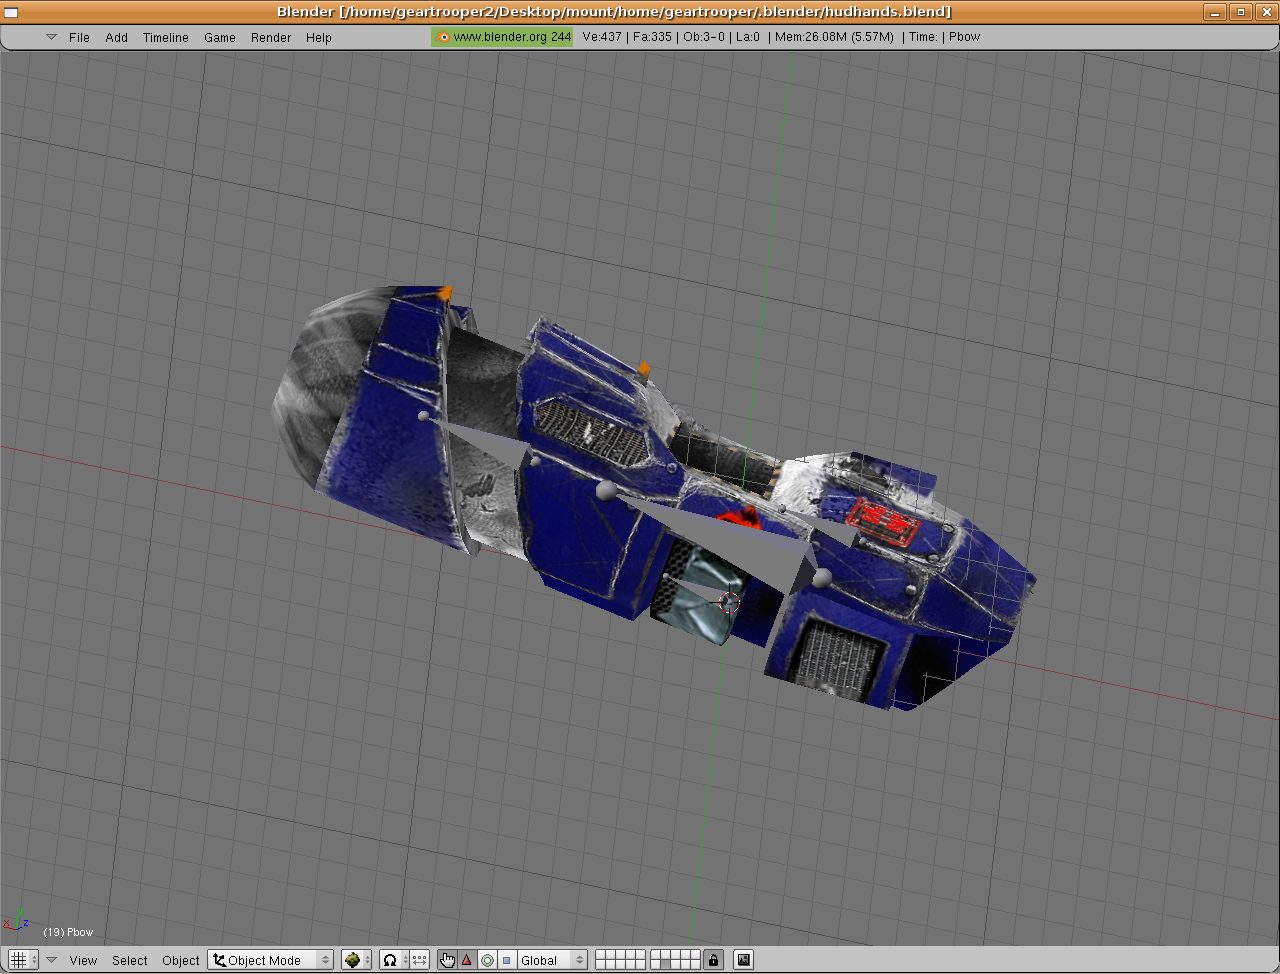 Blender [/home/geartrooper2/Desktop/mount/home/geartrooper/.blender/hudhands.blend]
File Add Timeline Game Render Help www.blender.org 244 Ve:437 | Fa:335 | Ob:3-0 | La:0 | Mem:26.08M (5.57M) | Time: | Pbow
x z
(19) Pbow
View Select Object Object Mode Global